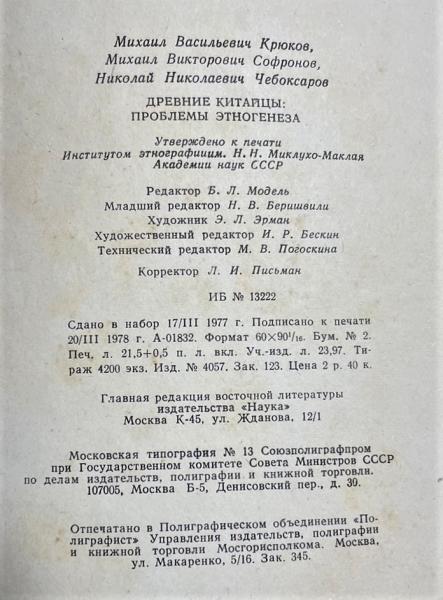 Михаил Васильевич Крюков,
Михаил Викторович Софронов,
Николай Николаевич Чебоксаров
ДРЕВНИЕ КИТАЙЦЫ:
ПРОБЛЕМЫ ЭТНОГЕНЕЗА
Утверждено к печати
Институтом этнографииим. Н. Н. Миклухо-Маклая
Академии наук СССР
Редактор Б. Л. Модель
Младший редактор Н. В. Беришвили
Художник Э. Л. Эрман
Художественный редактор И. Р. Бескин
Технический редактор М. В. Погоскина
Корректор Л. И. Письман
ИБ № 13222
Сдано в набор 17/III 1977 г. Подписано к печати
20/III 1978 г. А-01832. Формат 60×90¹/₁₆. Бум. № 2.
Печ. л. 21,5+0,5 п. л. вкл. Уч.-изд. л. 23,97. Ти-
раж 4200 экз. Изд. № 4057. Зак. 123. Цена 2 р. 40 к.
Главная редакция восточной литературы
издательства «Наука»
Москва К-45, ул. Жданова, 12/1
Московская типография № 13 Союзполиграфпром
при Государственном комитете Совета Министров СССР
по делам издательств, полиграфии и книжной торговли.
107005, Москва Б-5, Денисовский пер., д. 39.
Отпечатано в Полиграфическом объединении «По-
лиграфист» Управления издательств, полиграфии
и книжной торговли Мосгорисполкома. Москва,
ул. Макаренко, 5/16. Зак. 345.